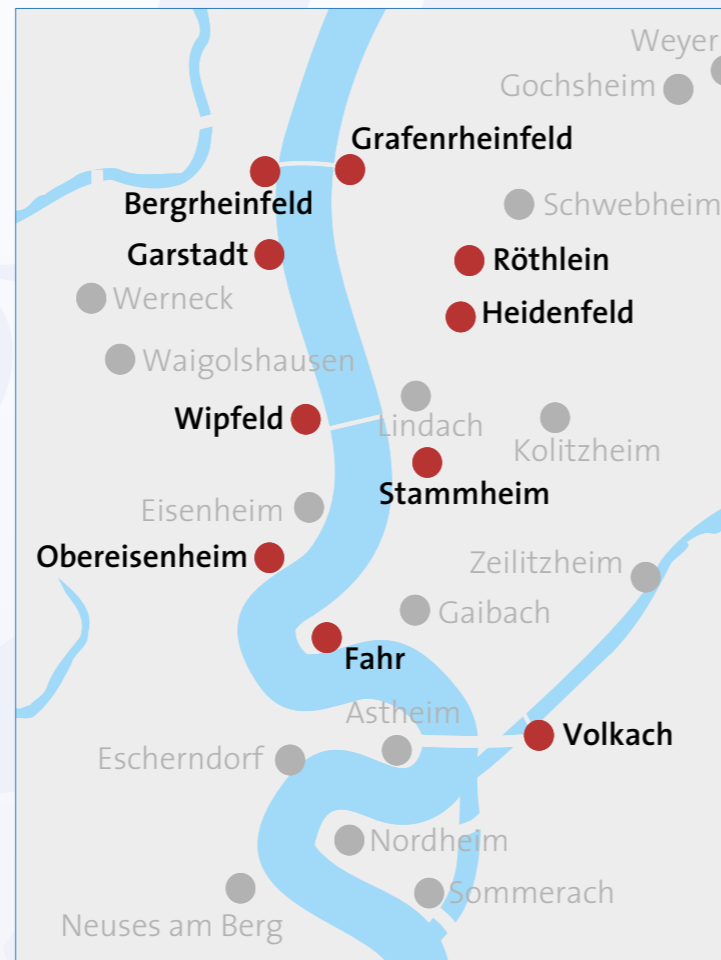 Weyer
Gochsheim
Grafenrheinfeld
Bergrheinfeld
Schwebheim
Garstadt
Röthlein
Werneck
Heidenfeld
Waigolshausen
Wipfeld
Lindach
Kolitzheim
Stammheim
Eisenheim
Obereisenheim
Zeilitzheim
Gaibach
Fahr
Astheim
Volkach
Escherndorf
Nordheim
Sommerach
Neuses am Berg